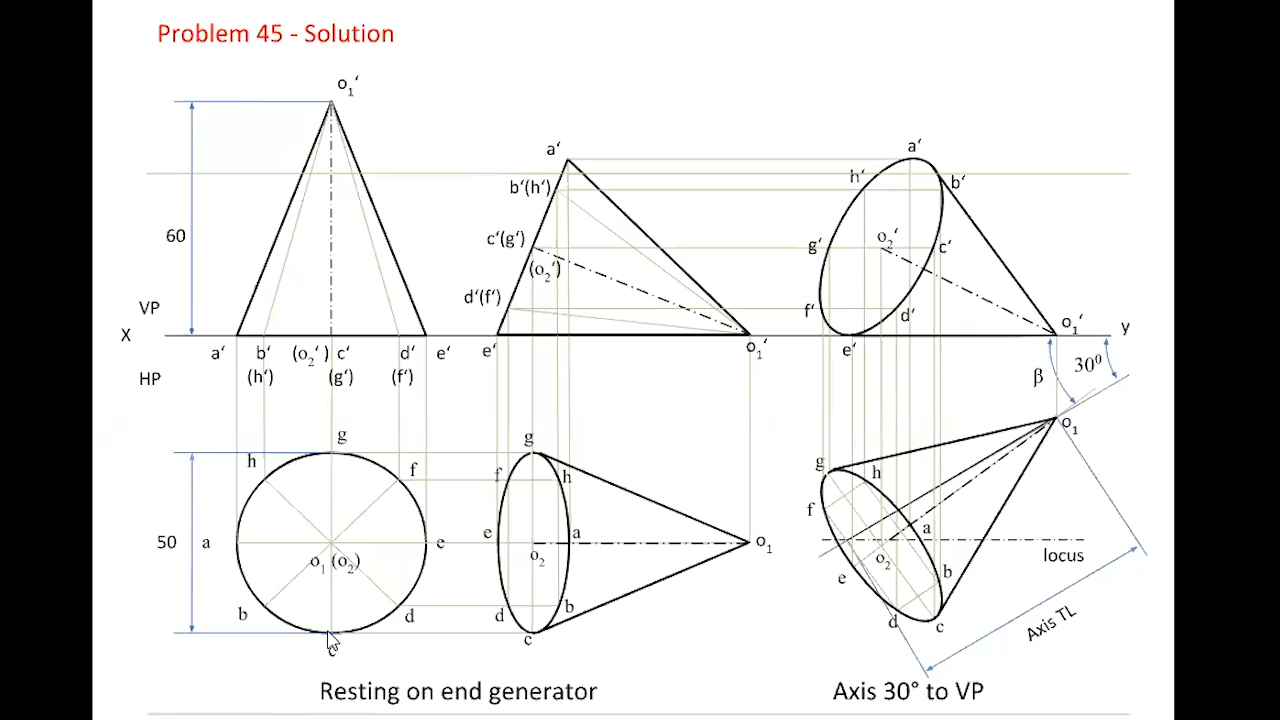 Problem 45 - Solution
o1‘
a‘
a‘
h‘
b‘
b‘(h‘)
60
c‘(g‘)
(o2‘)
g‘
o2‘
c‘
d‘(f‘)
f‘
d‘
VP
X
o1‘
y
a‘ b‘ (o2‘ ) c‘ d‘ e‘
e‘
o1‘
e‘
(h‘) (g‘) (f‘)
HP
β
30⁰
o1
g
g
h
f
f
h
g
h
f
50
a
e
e
a
o1
a
o1 (o2)
o2
o2
locus
e
b
b
d
d
b
d
c
c
c
Axis TL
Resting on end generator
Axis 30° to VP